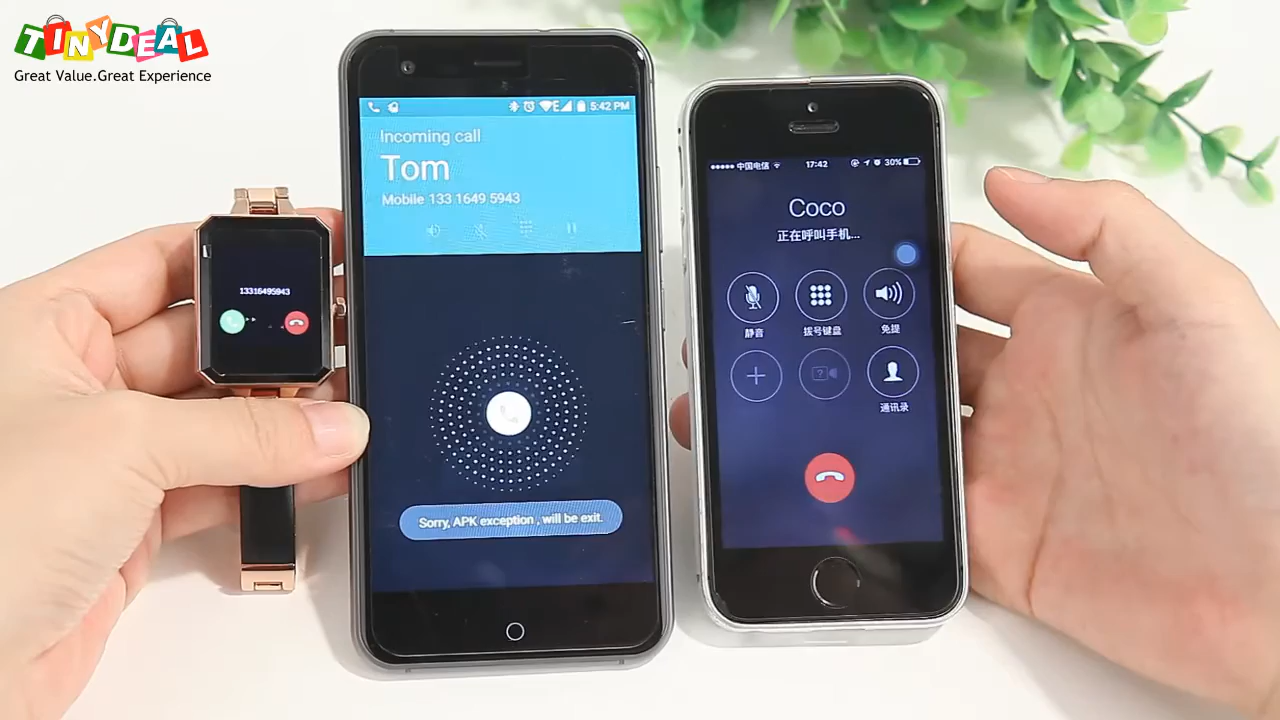 TINYDEAL
Great Value.Great Experience
13316495943
5:42 PM
Incoming call
Tom
Mobile 133 1649 5943
Sorry, APK exception , will be exit.
中国电信
17:42
30%
Coco
正在呼叫手机...
静音
拔号键盘
免提
通讯录